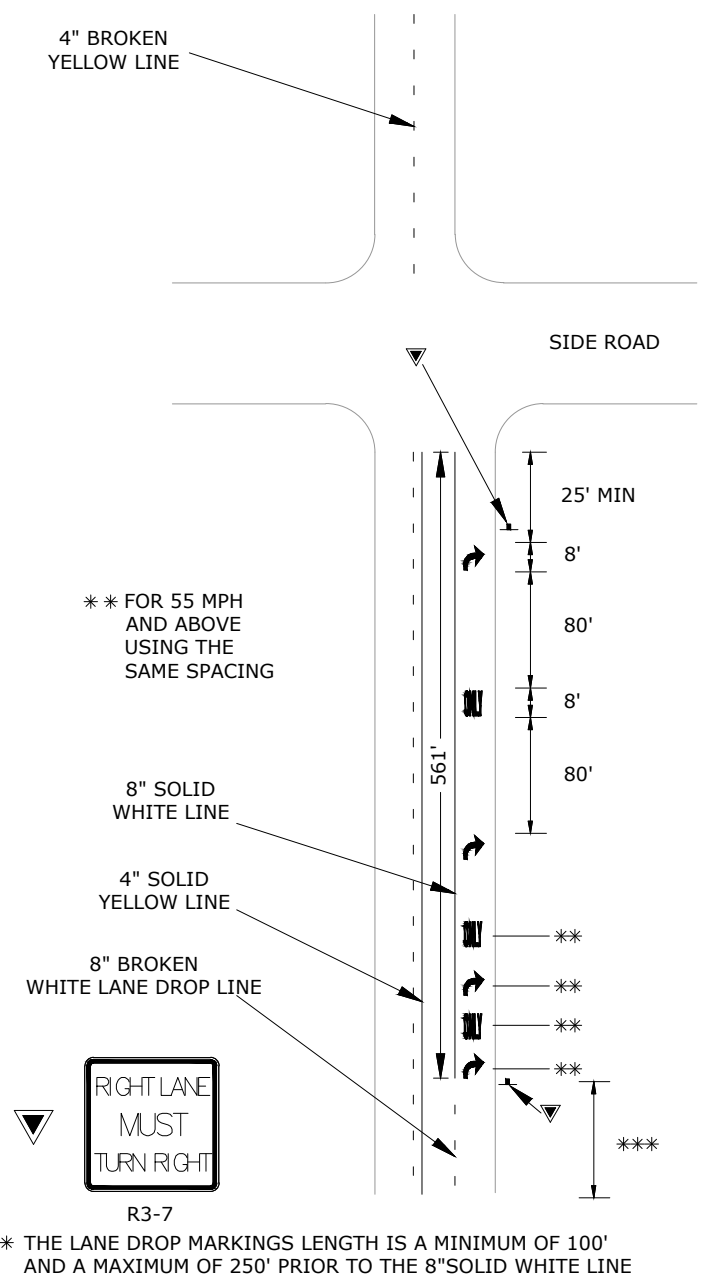 4" BROKEN
YELLOW LINE
SIDE ROAD
25' MIN
8'
80'
8'
80'
** FOR 55 MPH
AND ABOVE
USING THE
SAME SPACING
561'
8" SOLID
WHITE LINE
4" SOLID
YELLOW LINE
8" BROKEN
WHITE LANE DROP LINE
ONLY
ONLY
**
ONLY
**
**
**
***
RIGHT LANE
MUST
TURN RIGHT
R3-7
* THE LANE DROP MARKINGS LENGTH IS A MINIMUM OF 100'
AND A MAXIMUM OF 250' PRIOR TO THE 8"SOLID WHITE LINE